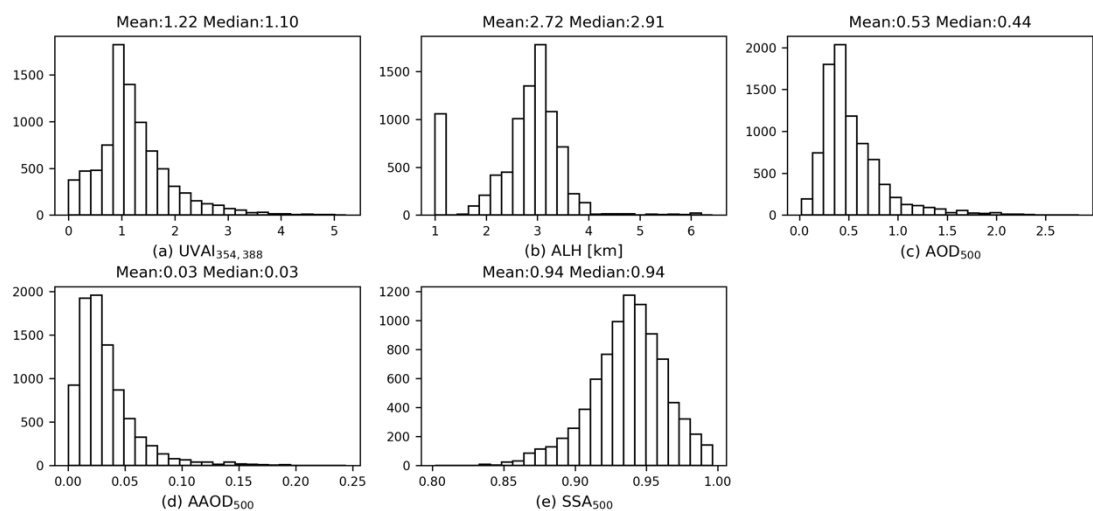 Mean:1.22 Median:1.10
1500
1000
500
0
0 1 2 3 4 5
(a) UVAI354, 388
Mean:2.72 Median:2.91
1500
1000
500
0
1 2 3 4 5 6
(b) ALH [km]
Mean:0.53 Median:0.44
2000
1500
1000
500
0
0.0 0.5 1.0 1.5 2.0 2.5
(c) AOD500
Mean:0.03 Median:0.03
2000
1500
1000
500
0
0.00 0.05 0.10 0.15 0.20 0.25
(d) AAOD500
Mean:0.94 Median:0.94
1200
1000
800
600
400
200
0
0.80 0.85 0.90 0.95 1.00
(e) SSA500